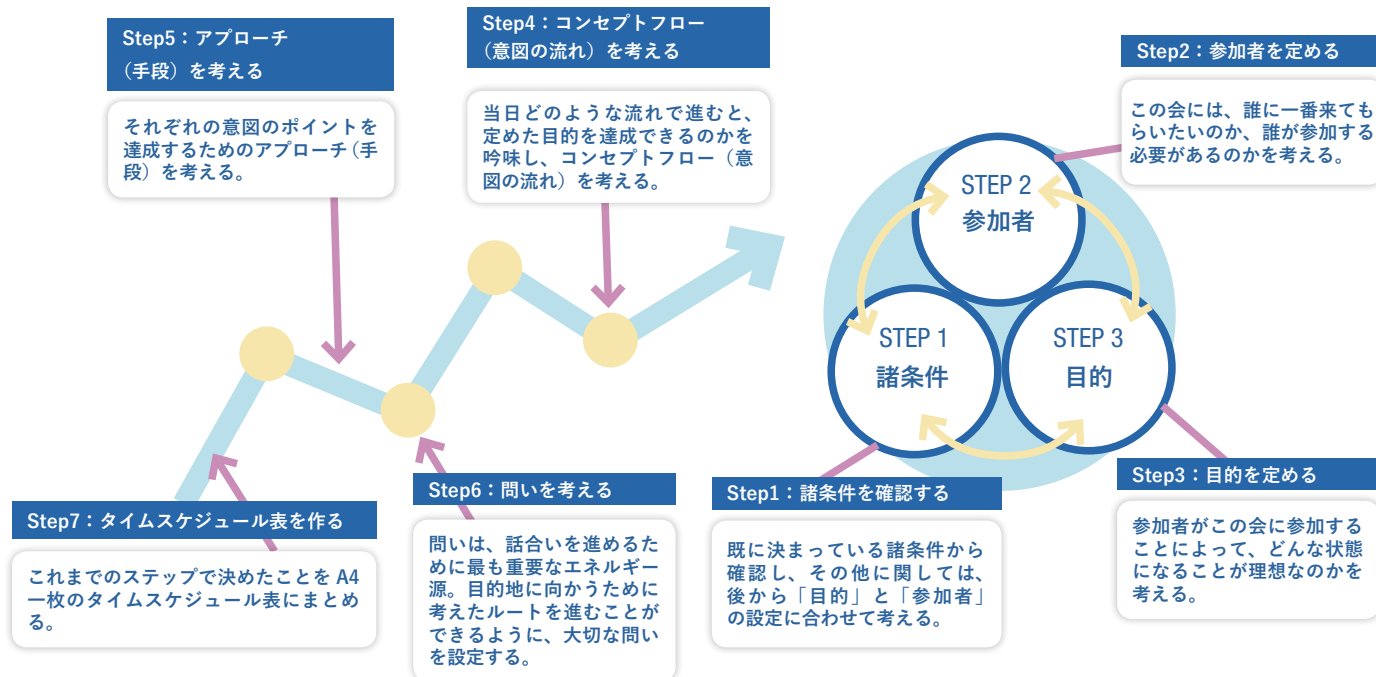 Step5:アプローチ
(手段)を考える
それぞれの意図のポイントを
達成するためのアプローチ(手
段)を考える。
Step4:コンセプトフロー
(意図の流れ)を考える
当日どのような流れで進むと、
定めた目的を達成できるのかを
吟味し、コンセプトフロー(意
図の流れ)を考える。
Step2:参加者を定める
この会には、誰に一番来ても
らいたいのか、誰が参加する
必要があるのかを考える。
STEP 2
参加者
STEP 1
諸条件
STEP 3
目的
Step7:タイムスケジュール表を作る
これまでのステップで決めたことを A4
一枚のタイムスケジュール表にまとめ
る。
Step6:問いを考える
問いは、話合いを進めるため
に最も重要なエネルギー
源。目的地に向かうために
考えたルートを進むことが
できるように、大切な問い
を設定する。
Step1:諸条件を確認する
既に決まっている諸条件から
確認し、その他に関しては、
後から「目的」と「参加者」
の設定に合わせて考える。
Step3:目的を定める
参加者がこの会に参加する
ことによって、どんな状態
になることが理想なのかを
考える。